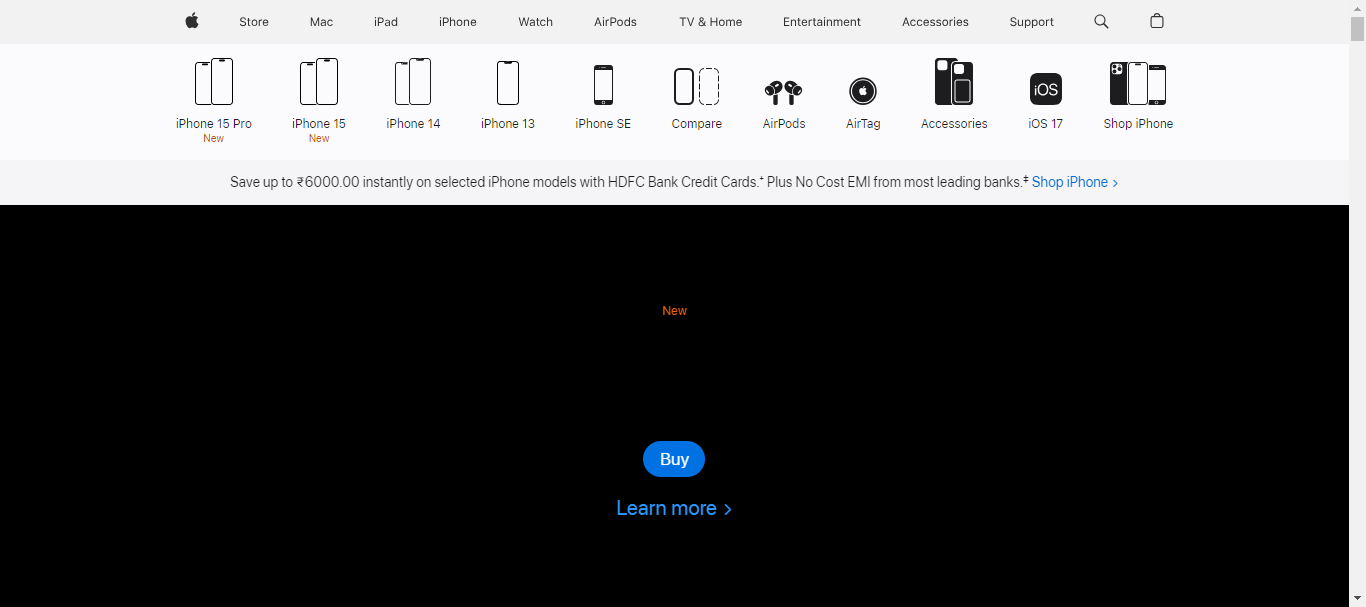 Store Mac iPad iPhone Watch AirPods TV & Home Entertainment Accessories Support
iOS
iPhone 15 Pro iPhone 15 iPhone 14 iPhone 13 iPhone SE Compare AirPods AirTag Accessories iOS 17 Shop iPhone
New New
Save up to ₹6000.00 instantly on selected iPhone models with HDFC Bank Credit Cards.⁺ Plus No Cost EMI from most leading banks.‡ Shop iPhone >
New
Buy
Learn more >